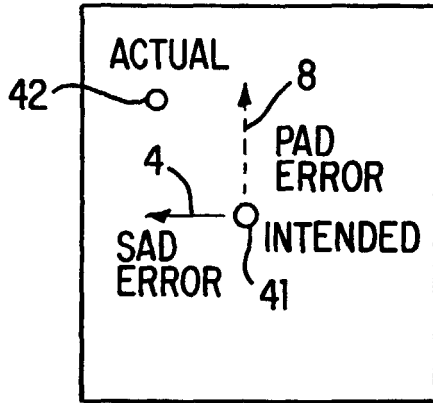 ACTUAL
42
8
PAD
ERROR
4
INTENDED
SAD
ERROR
41